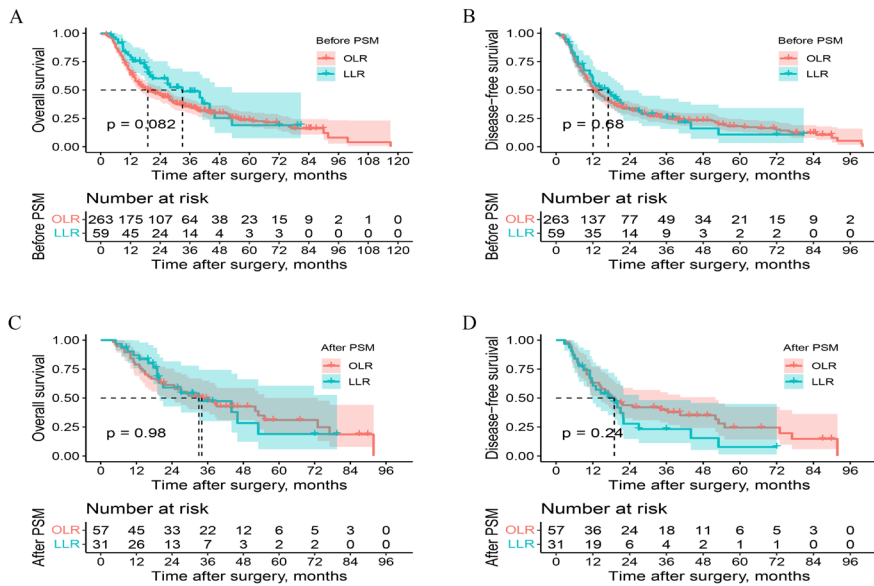 A
Before PSM
OLR
LLR
Overall survival
1.00
0.75
0.50
0.25
0.00
p = 0.082
0 12 24 36 48 60 72 84 96 108 120
Time after surgery, months
Number at risk
Before PSM
OLR 263 175 107 64 38 23 15 9 2 1 0
LLR 59 45 24 14 4 3 3 0 0 0 0
0 12 24 36 48 60 72 84 96 108 120
Time after surgery, months
B
Before PSM
OLR
LLR
Disease-free survival
1.00
0.75
0.50
0.25
0.00
p = 0.68
0 12 24 36 48 60 72 84 96
Time after surgery, months
Number at risk
Before PSM
OLR 263 137 77 49 34 21 15 9 2
LLR 59 35 14 9 3 2 2 0 0
0 12 24 36 48 60 72 84 96
Time after surgery, months
C
After PSM
OLR
LLR
Overall survival
1.00
0.75
0.50
0.25
0.00
p = 0.98
0 12 24 36 48 60 72 84 96
Time after surgery, months
Number at risk
After PSM
OLR 57 45 33 22 12 6 5 3 0
LLR 31 26 13 7 3 2 2 0 0
0 12 24 36 48 60 72 84 96
Time after surgery, months
D
After PSM
OLR
LLR
Disease-free survival
1.00
0.75
0.50
0.25
0.00
p = 0.24
0 12 24 36 48 60 72 84 96
Time after surgery, months
Number at risk
After PSM
OLR 57 36 24 18 11 6 5 3 0
LLR 31 19 6 4 2 1 1 0 0
0 12 24 36 48 60 72 84 96
Time after surgery, months